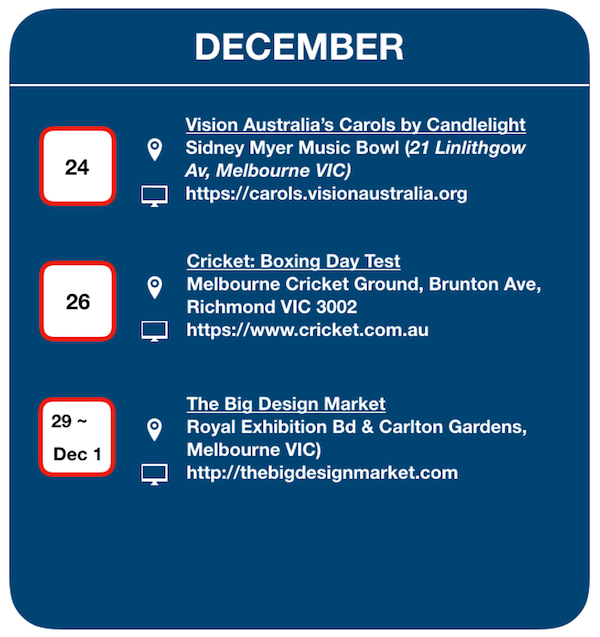 DECEMBER
24
Vision Australia's Carols by Candlelight
Sidney Myer Music Bowl (21 Linlithgow
Av, Melbourne VIC)
https://carols.visionaustralia.org
26
Cricket: Boxing Day Test
Melbourne Cricket Ground, Brunton Ave,
Richmond VIC 3002
https://www.cricket.com.au
29 ~
Dec 1
The Big Design Market
Royal Exhibition Bd & Carlton Gardens,
Melbourne VIC)
http://thebigdesignmarket.com